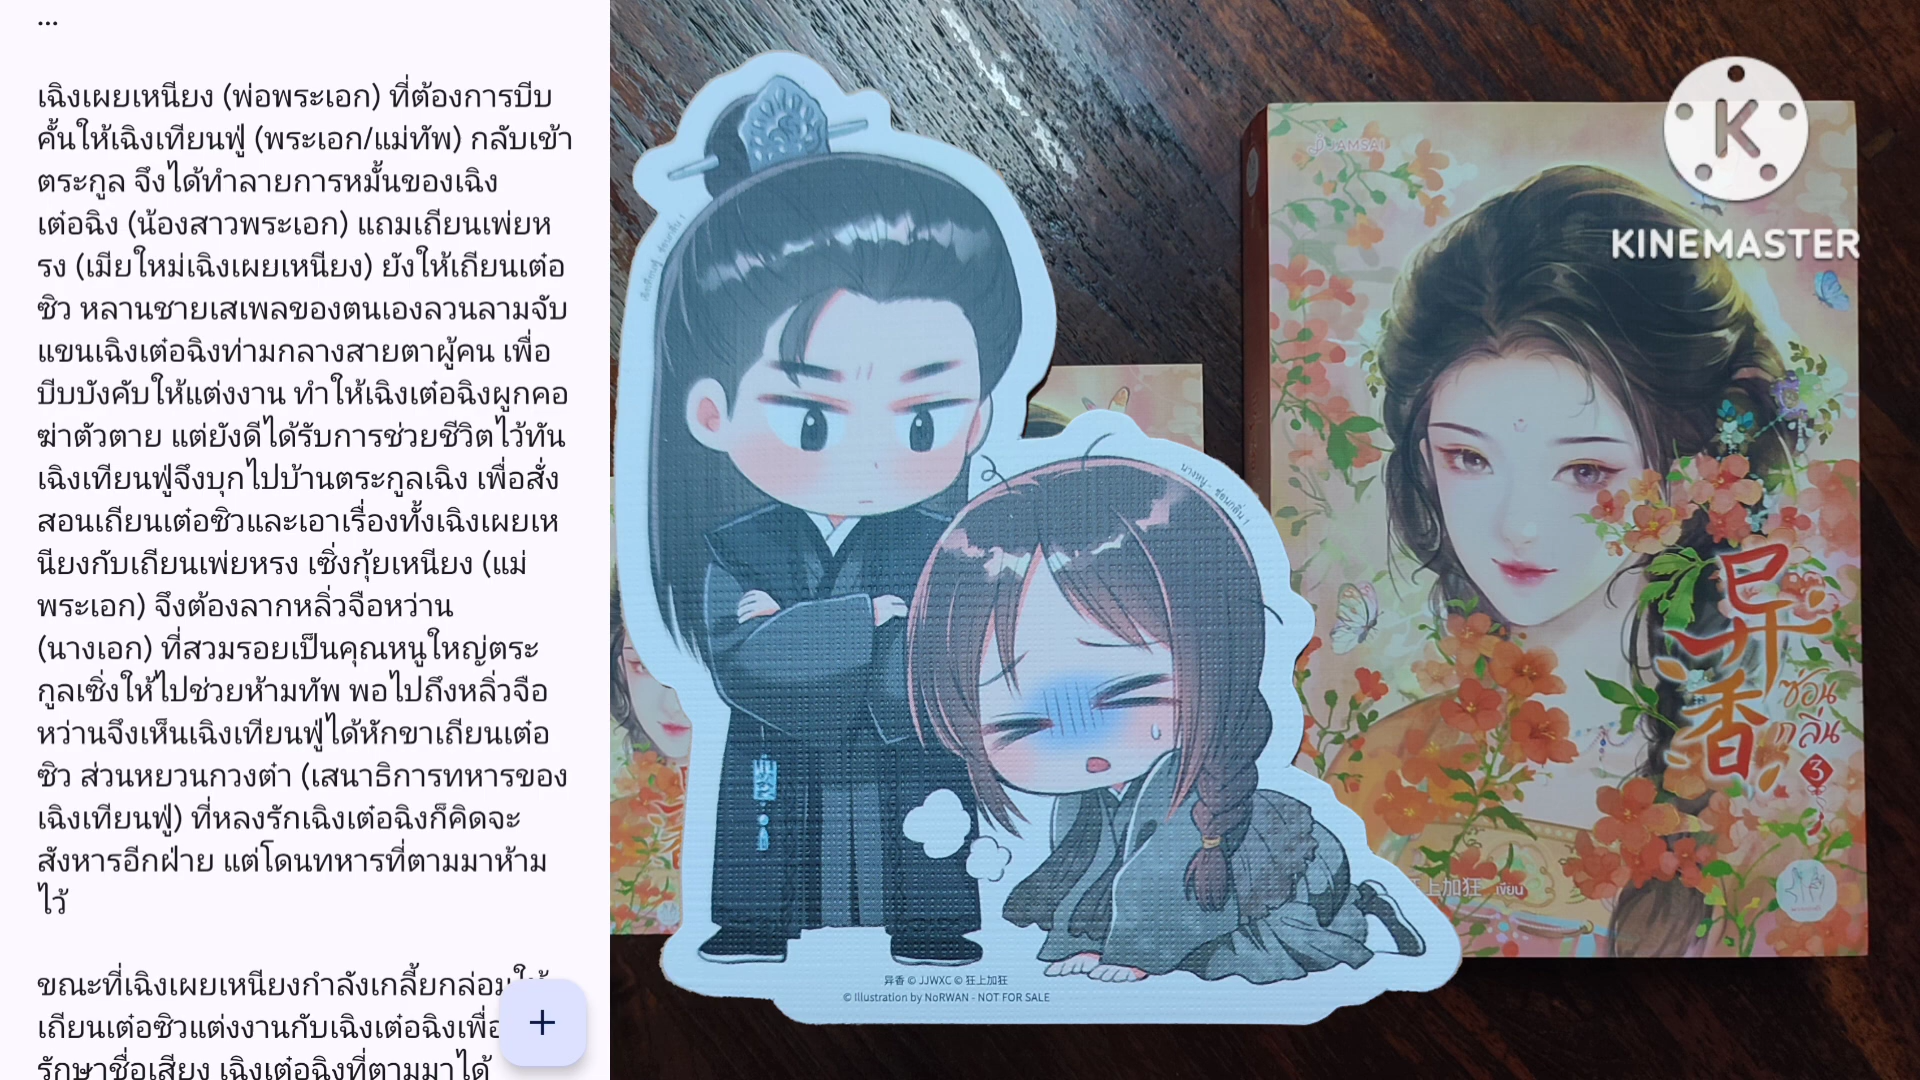 ...
เฉิงเผยเหนียง (พ่อพระเอก) ที่ต้องการบีบ
คั้นให้เฉิงเทียนฟู่ (พระเอก/แม่ทัพ) กลับเข้า
ตระกูล จึงได้ทำลายการหมั้นของเฉิง
เต๋อฉิง (น้องสาวพระเอก) แถมเถียนเพ่ยห
รง (เมียใหม่เฉิงเผยเหนียง) ยังให้เถียนเต๋อ
ซิว หลานชายเสเพลของตนเองลวนลามจับ
แขนเฉิงเต๋อฉิงท่ามกลางสายตาผู้คน เพื่อ
บีบบังคับให้แต่งงาน ทำให้เฉิงเต๋อฉิงผูกคอ
ฆ่าตัวตาย แต่ยังดีได้รับการช่วยชีวิตไว้ทัน
เฉิงเทียนฟู่จึงบุกไปบ้านตระกูลเฉิง เพื่อสั่ง
สอนเถียนเต๋อซิวและเอาเรื่องทั้งเฉิงเผยเห
นียงกับเถียนเพ่ยหรง เซิ่งกุ้ยเหนียง (แม่
พระเอก) จึงต้องลากหลิ่วจือหว่าน
(นางเอก) ที่สวมรอยเป็นคุณหนูใหญ่ตระ
กูลเซิ่งให้ไปช่วยห้ามทัพ พอไปถึงหลิ่วจือ
หว่านจึงเห็นเฉิงเทียนฟู่ได้หักขาเถียนเต๋อ
ซิว ส่วนหยวนกวงต๋า (เสนาธิการทหารของ
เฉิงเทียนฟู่) ที่หลงรักเฉิงเต๋อฉิงก็คิดจะ
สังหารอีกฝ่าย แต่โดนทหารที่ตามมาห้าม
ไว้
ขณะที่เฉิงเผยเหนียงกำลังเกลี้ยกล่อมให้
เถียนเต๋อซิวแต่งงานกับเฉิงเต๋อฉิงเพื่อ
รักษาชื่อเสียง เฉิงเต๋อฉิงที่ตามมาได้
K
KINEMASTER
JAMSAI
异香
ซ่อน
กลิ่น
3
狂上加狂 เขียน
异香 © JJWXC © 狂上加狂
© Illustration by NoRWAN - NOT FOR SALE